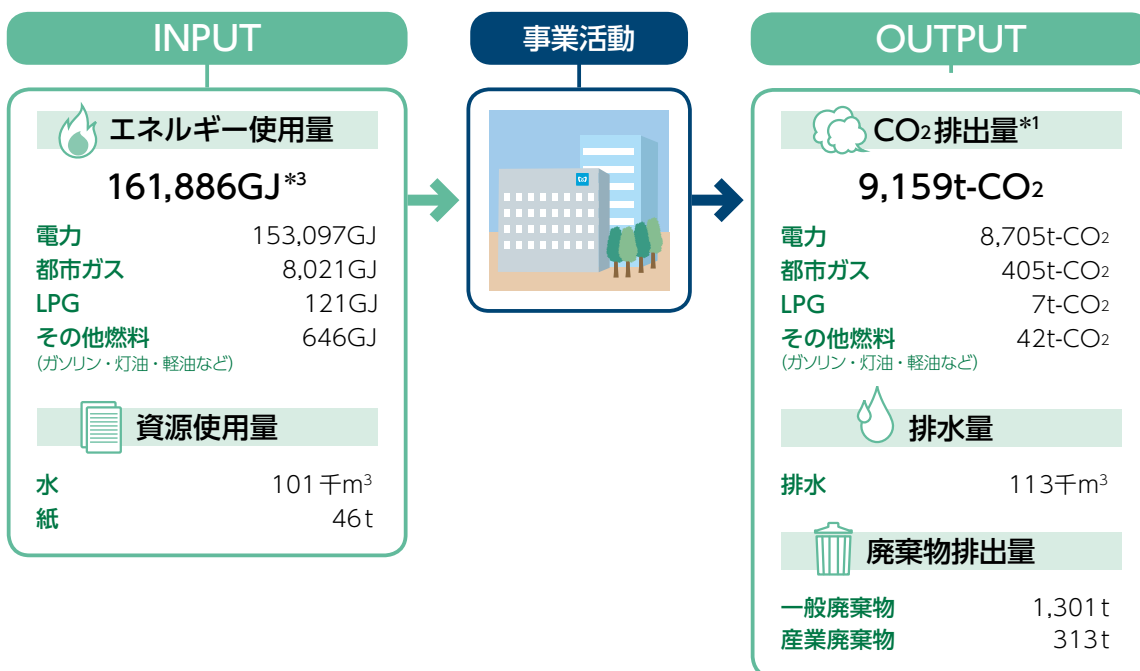 INPUT
エネルギー使用量
161,886GJ*3
電力 153,097GJ
都市ガス 8,021GJ
LPG 121GJ
その他燃料 646GJ
(ガソリン・灯油・軽油など)
資源使用量
水 101千m³
紙 46t
事業活動
OUTPUT
CO₂排出量*1
9,159t-CO₂
電力 8,705t-CO₂
都市ガス 405t-CO₂
LPG 7t-CO₂
その他燃料 42t-CO₂
(ガソリン・灯油・軽油など)
排水量
排水 113千m³
廃棄物排出量
一般廃棄物 1,301t
産業廃棄物 313t